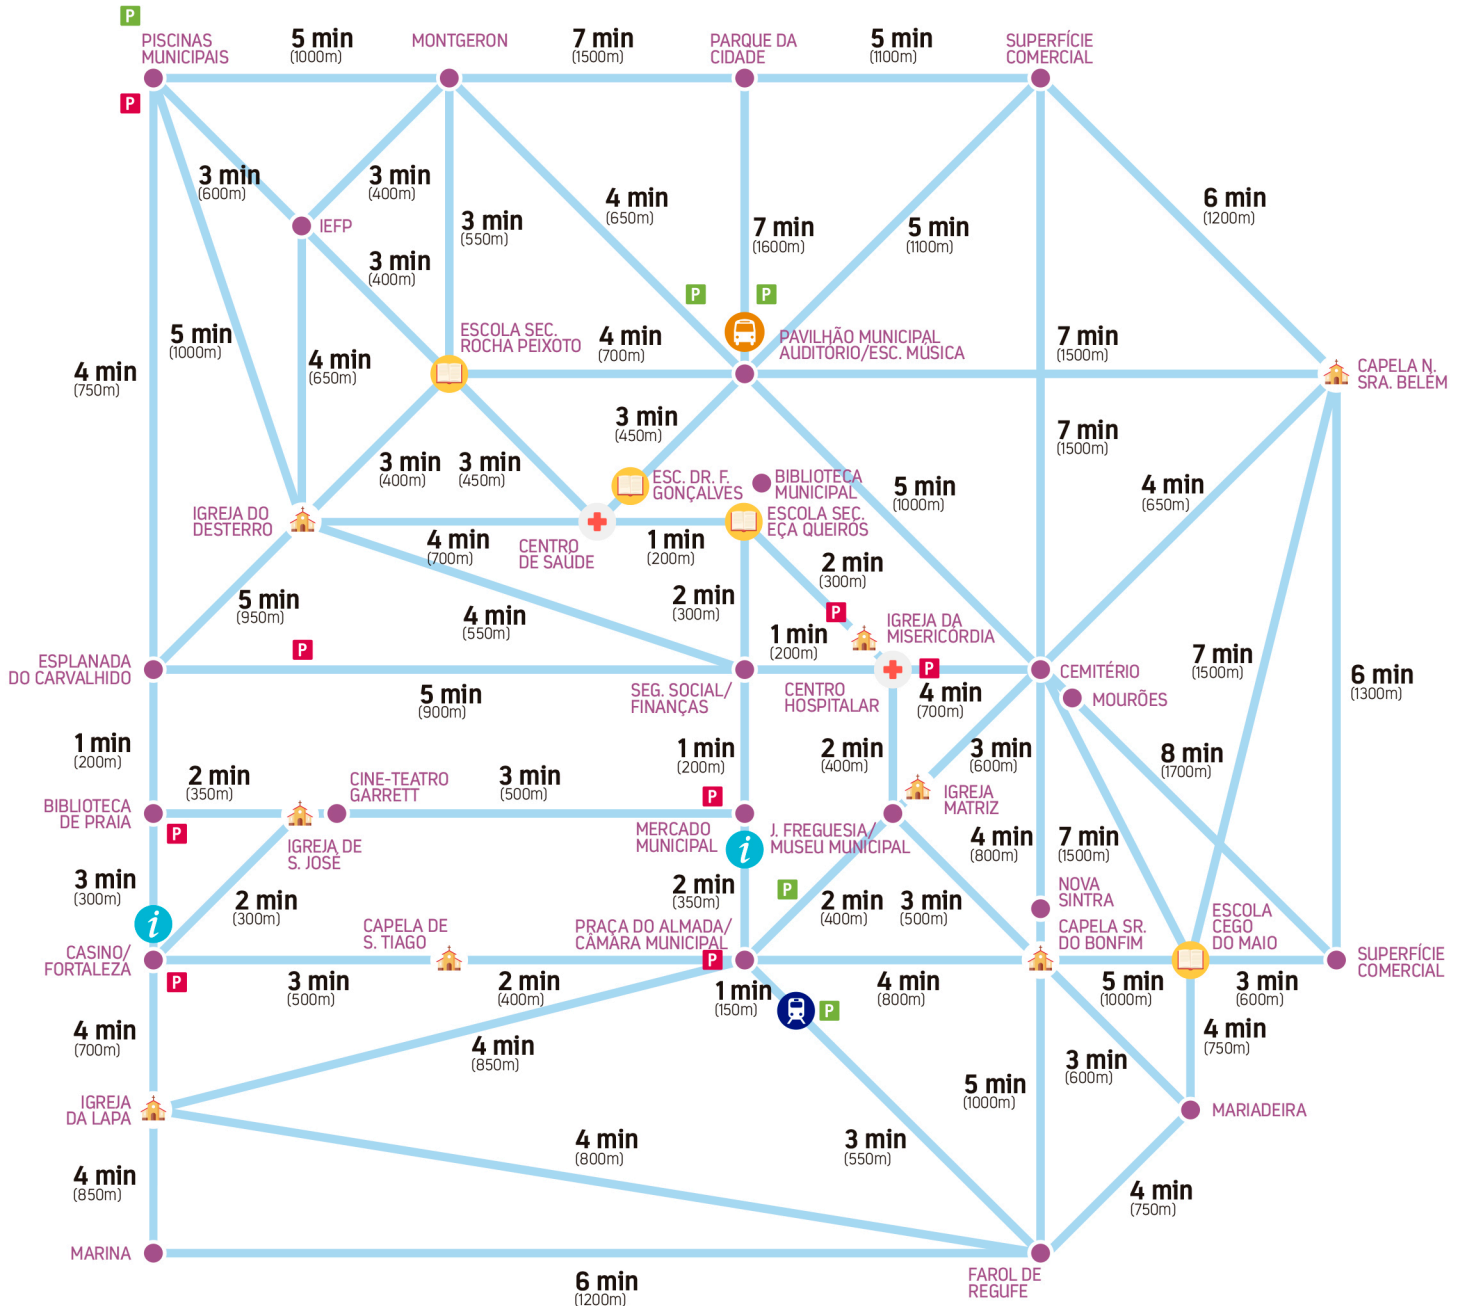 P
PISCINAS
MUNICIPAIS
5 min
(1000m)
MONTGERON
7 min
(1500m)
PARQUE DA
CIDADE
5 min
(1100m)
SUPERFÍCIE
COMERCIAL
P
3 min
(600m)
3 min
(400m)
IEFP
3 min
(550m)
4 min
(650m)
7 min
(1600m)
5 min
(1100m)
6 min
(1200m)
3 min
(400m)
P
P
5 min
(1000m)
4 min
(750m)
4 min
(650m)
ESCOLA SEC.
ROCHA PEIXOTO
4 min
(700m)
PAVILHÃO MUNICIPAL
AUDITÓRIO/ESC. MÚSICA
7 min
(1500m)
CAPELA N.
SRA. BELÉM
3 min
(450m)
7 min
(1500m)
3 min
(400m)
3 min
(450m)
ESC. DR. F.
GONÇALVES
BIBLIOTECA
MUNICIPAL
5 min
(1000m)
4 min
(650m)
IGREJA DO
DESTERRO
4 min
(700m)
CENTRO
DE SAÚDE
1 min
(200m)
ESCOLA SEC.
EÇA QUEIRÓS
2 min
(300m)
5 min
(950m)
4 min
(550m)
2 min
(300m)
P
IGREJA DA
MISERICÓRDIA
1 min
(200m)
P
ESPLANADA
DO CARVALHIDO
5 min
(900m)
SEG. SOCIAL/
FINANÇAS
CENTRO
HOSPITALAR
P
4 min
(700m)
CEMITÉRIO
MOURÕES
7 min
(1500m)
6 min
(1300m)
1 min
(200m)
1 min
(200m)
2 min
(400m)
3 min
(600m)
8 min
(1700m)
BIBLIOTECA
DE PRAIA
2 min
(350m)
CINE-TEATRO
GARRETT
3 min
(500m)
P
P
IGREJA DE
S. JOSÉ
MERCADO
MUNICIPAL
i
J. FREGUESIA/
MUSEU MUNICIPAL
IGREJA
MATRIZ
4 min
(800m)
7 min
(1500m)
3 min
(300m)
i
2 min
(300m)
2 min
(350m)
P
2 min
(400m)
3 min
(500m)
NOVA
SINTRA
CAPELA SR.
DO BONFIM
ESCOLA
CEGO
DO MAIO
CASINO/
FORTALEZA
P
CAPELA DE
S. TIAGO
PRAÇA DO ALMADA/
CÂMARA MUNICIPAL
P
3 min
(500m)
2 min
(400m)
1 min
(150m)
P
4 min
(800m)
5 min
(1000m)
3 min
(600m)
SUPERFÍCIE
COMERCIAL
4 min
(700m)
4 min
(850m)
4 min
(750m)
3 min
(600m)
5 min
(1000m)
IGREJA
DA LAPA
MARIADEIRA
4 min
(800m)
3 min
(550m)
4 min
(850m)
4 min
(750m)
MARINA
6 min
(1200m)
FAROL DE
REGUFE